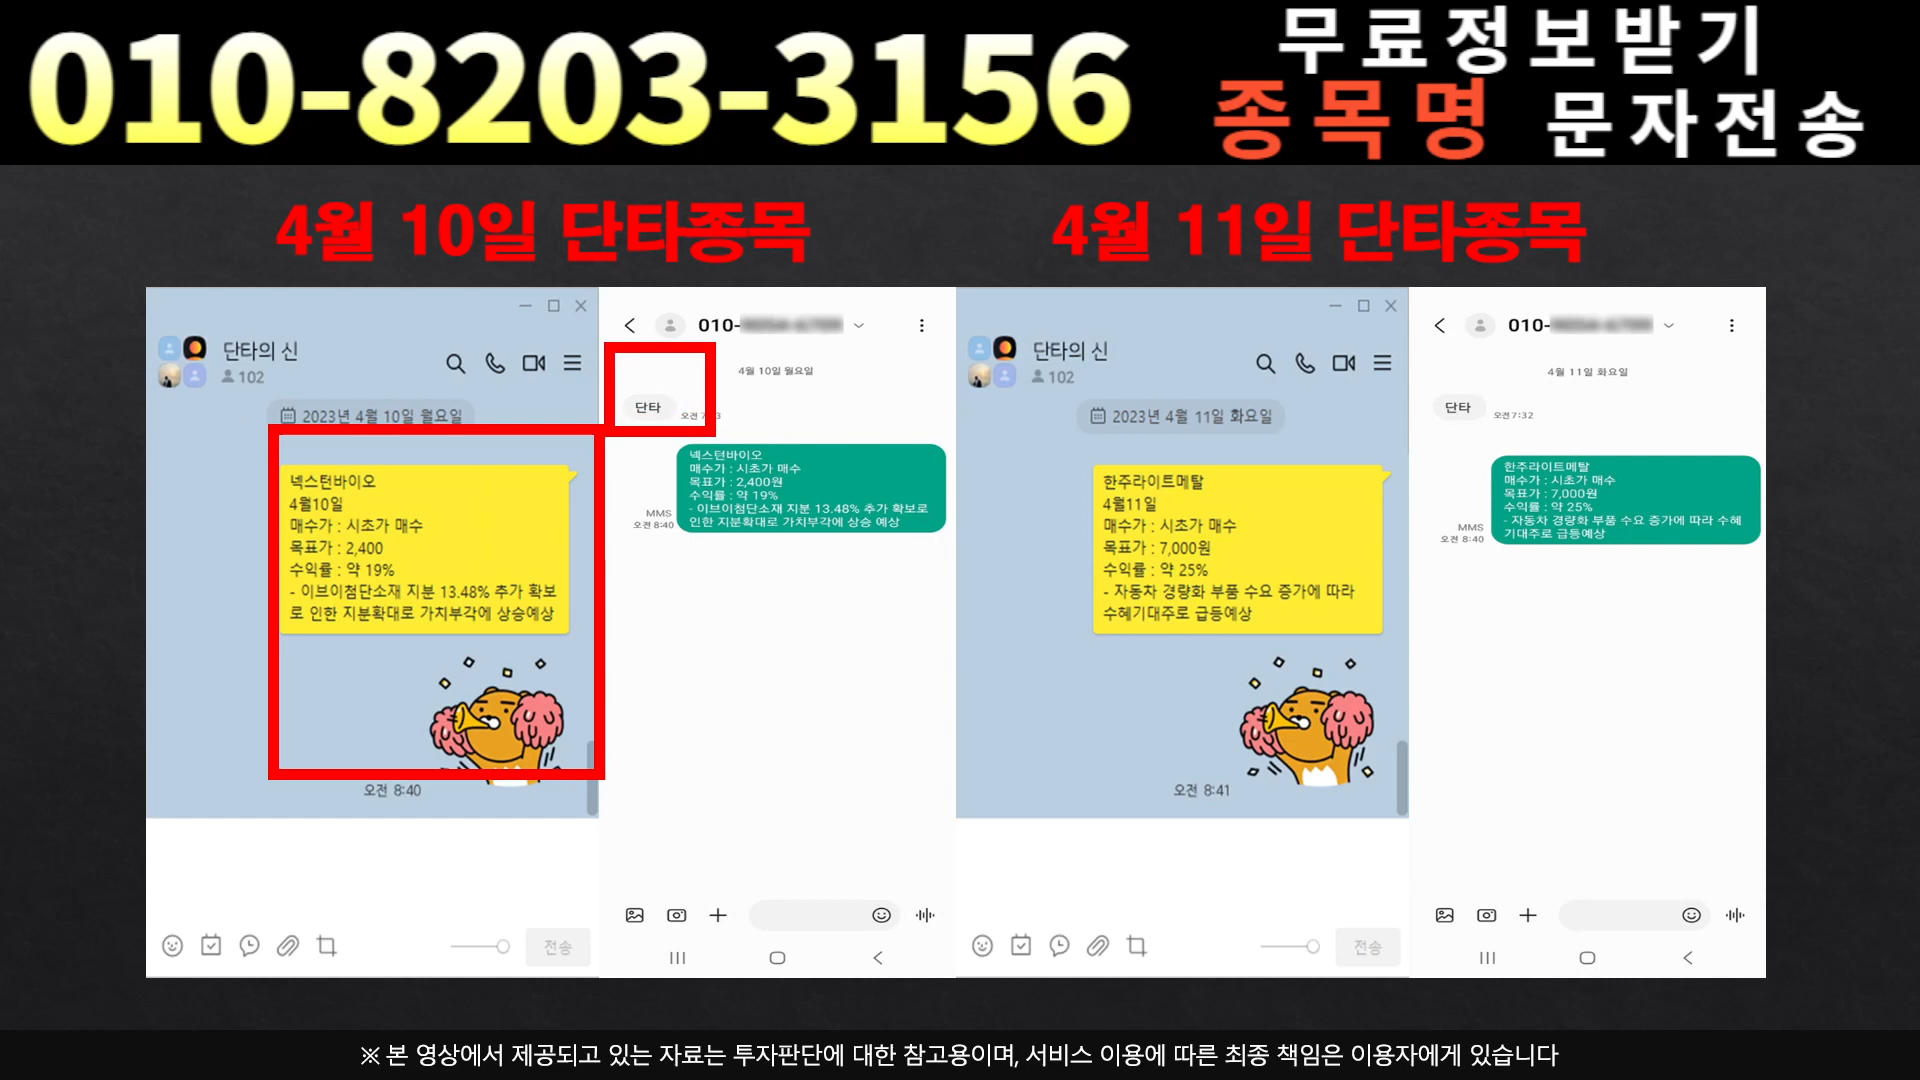 010-8203-3156
무료정보받기
종목명 문자전송
4월 10일 단타종목
4월 11일 단타종목
단타의 신
102
2023년 4월 10일 월요일
넥스턴바이오
4월10일
매수가 : 시초가 매수
목표가 : 2,400
수익률 : 약 19%
- 이브이첨단소재 지분 13.48% 추가 확보
로 인한 지분확대로 가치부각에 상승예상
오전 8:40
전송
010-
4월 10일 월요일
단타
오전
넥스턴바이오
매수가 : 시초가 매수
목표가 : 2,400원
수익률 : 약 19%
- 이브이첨단소재 지분 13.48% 추가 확보로
인한 지분확대로 가치부각에 상승 예상
MMS
오전 8:40
단타의 신
102
2023년 4월 11일 화요일
한주라이트메탈
4월11일
매수가 : 시초가 매수
목표가 : 7,000원
수익률 : 약 25%
- 자동차 경량화 부품 수요 증가에 따라
수혜기대주로 급등예상
오전 8:41
전송
010-
4월 11일 화요일
단타
오전 7:32
한주라이트메탈
매수가 : 시초가 매수
목표가 : 7,000원
수익률 : 약 25%
- 자동차 경량화 부품 수요 증가에 따라 수혜
기대주로 급등예상
MMS
오전 8:40
※ 본 영상에서 제공되고 있는 자료는 투자판단에 대한 참고용이며, 서비스 이용에 따른 최종 책임은 이용자에게 있습니다